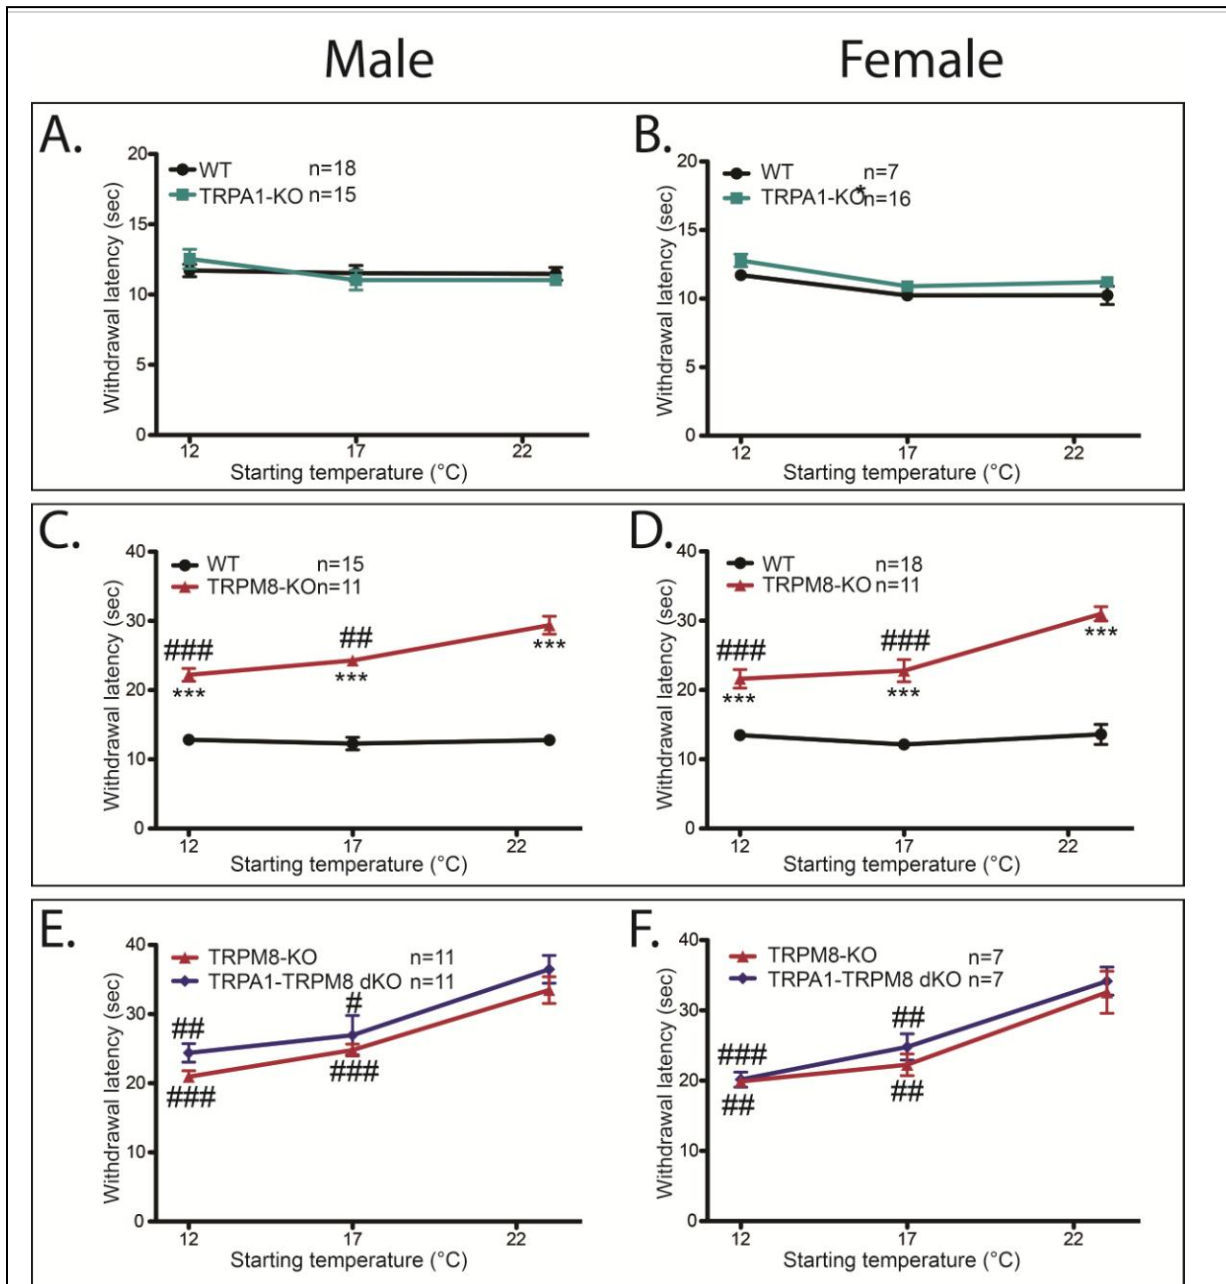 Male
Female
A.
20
15
10
5
0
WT n=18
TRPA1-KO n=15
Withdrawal latency (sec)
12 17 22
Starting temperature (°C)
B.
20
15
10
5
0
WT n=7
TRPA1-KO* n=16
Withdrawal latency (sec)
12 17 22
Starting temperature (°C)
C.
40
30
20
10
0
WT n=15
TRPM8-KO n=11
### ##
*** *** ***
Withdrawal latency (sec)
12 17 22
Starting temperature (°C)
D.
40
30
20
10
0
WT n=18
TRPM8-KO n=11
### ###
*** *** ***
Withdrawal latency (sec)
12 17 22
Starting temperature (°C)
E.
40
30
20
10
0
TRPM8-KO n=11
TRPA1-TRPM8 dKO n=11
## #
### ###
Withdrawal latency (sec)
12 17 22
Starting temperature (°C)
F.
40
30
20
10
0
TRPM8-KO n=7
TRPA1-TRPM8 dKO n=7
### ##
## ##
Withdrawal latency (sec)
12 17 22
Starting temperature (°C)